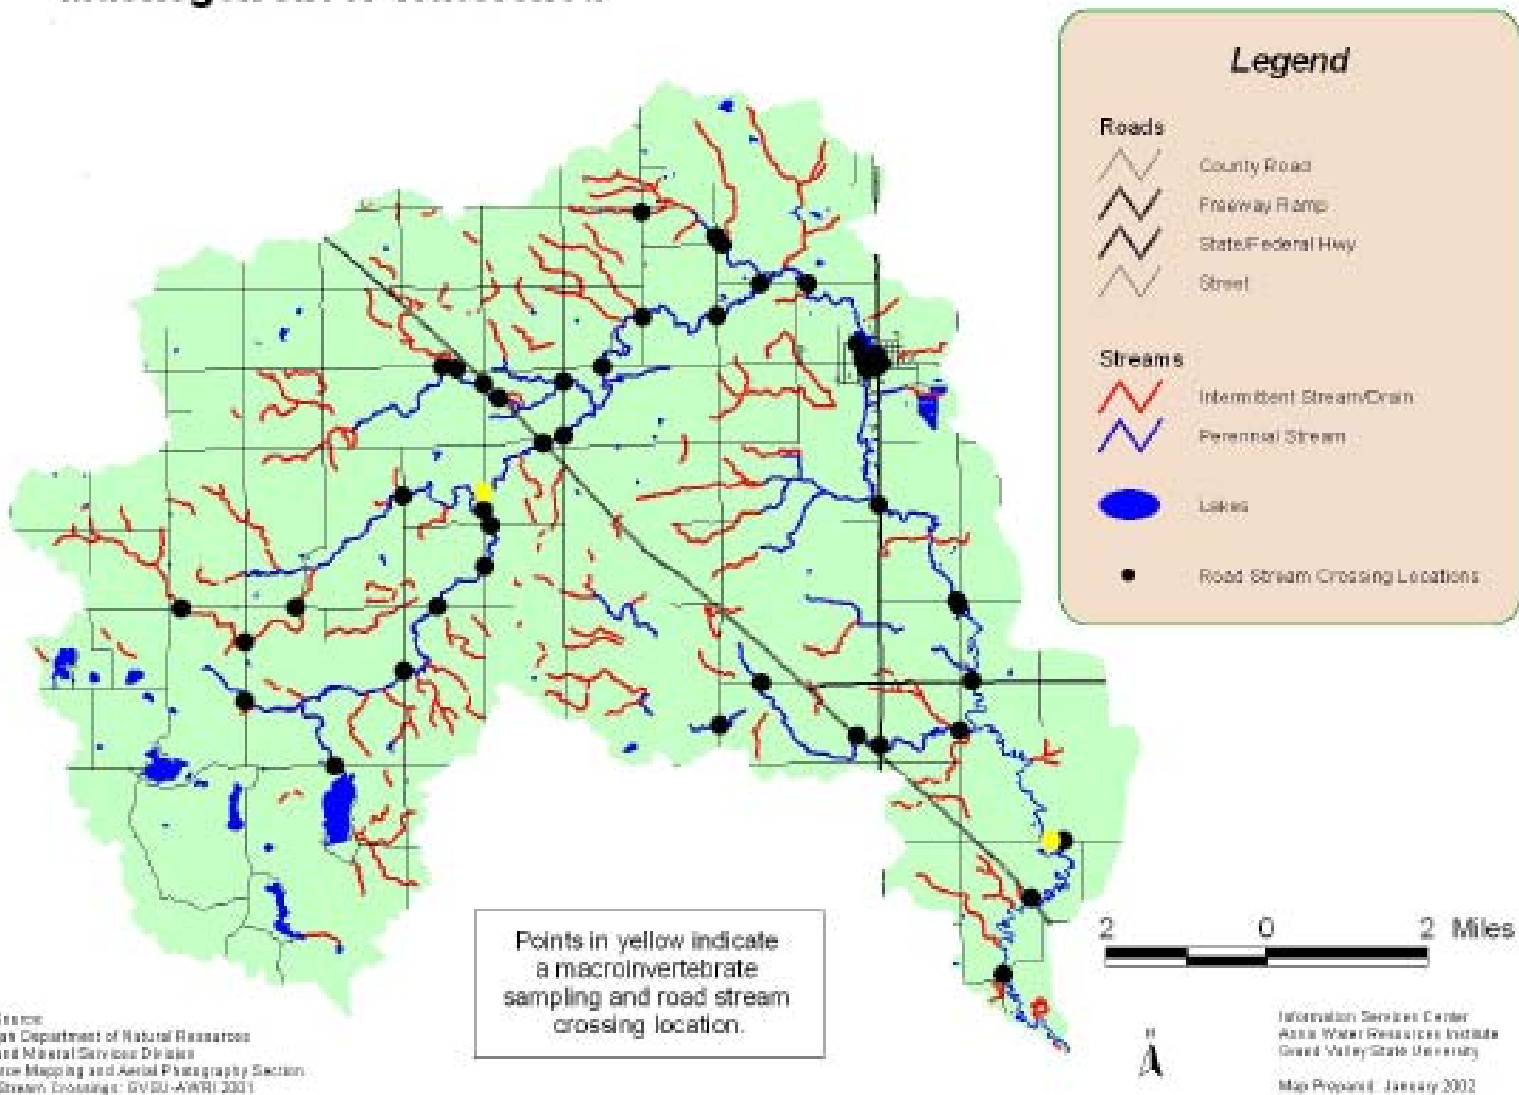 Legend
Roads
County Road
Freeway Ramp
State/Federal Hwy
Street
Streams
Intermittent Stream/Drain
Perennial Stream
Lakes
Road Stream Crossing Locations
2 0 2 Miles
Points in yellow indicate
a macroinvertebrate
sampling and road stream
crossing location.
Source:
Department of Natural Resources
and Mineral Services Division
Mapping and Aerial Photography Section
Stream Crossings: GVSU-AWRI 2001
N
Information Services Center
Annis Water Resources Institute
Grand Valley State University
Map Prepared: January 2002